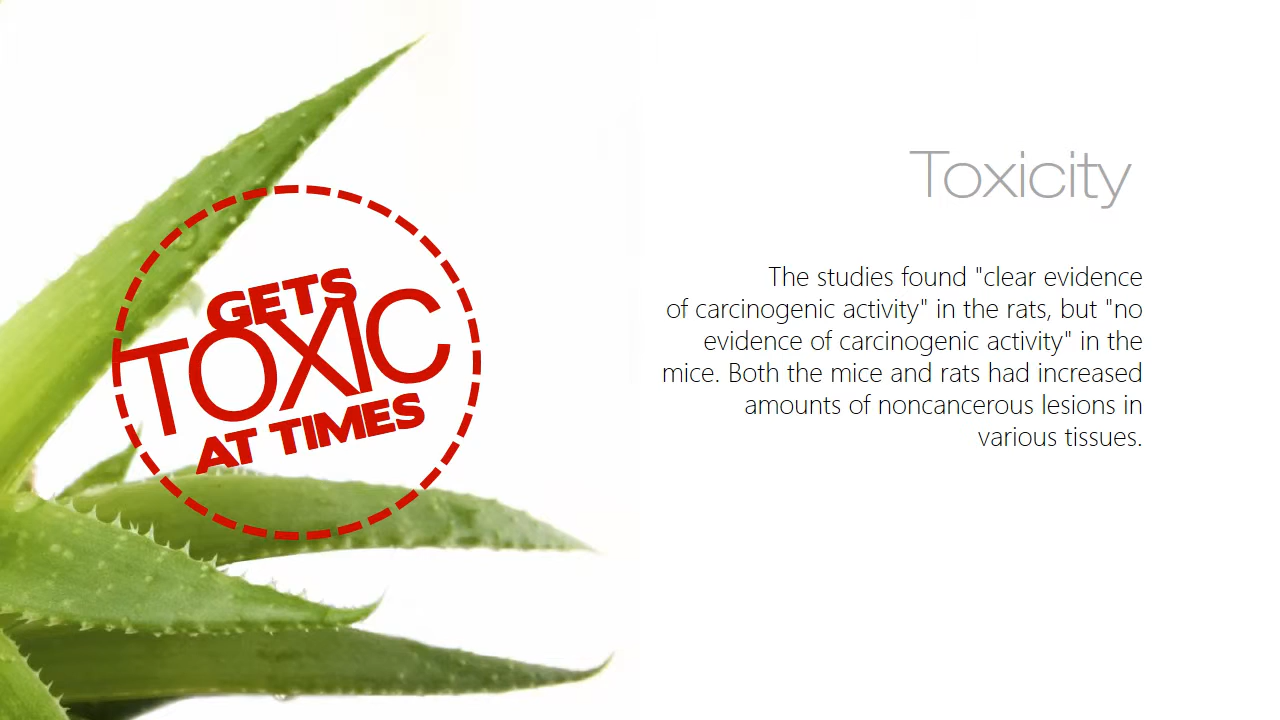 GETS
TOXIC
AT TIMES
Toxicity
The studies found "clear evidence
of carcinogenic activity" in the rats, but "no
evidence of carcinogenic activity" in the
mice. Both the mice and rats had increased
amounts of noncancerous lesions in
various tissues.